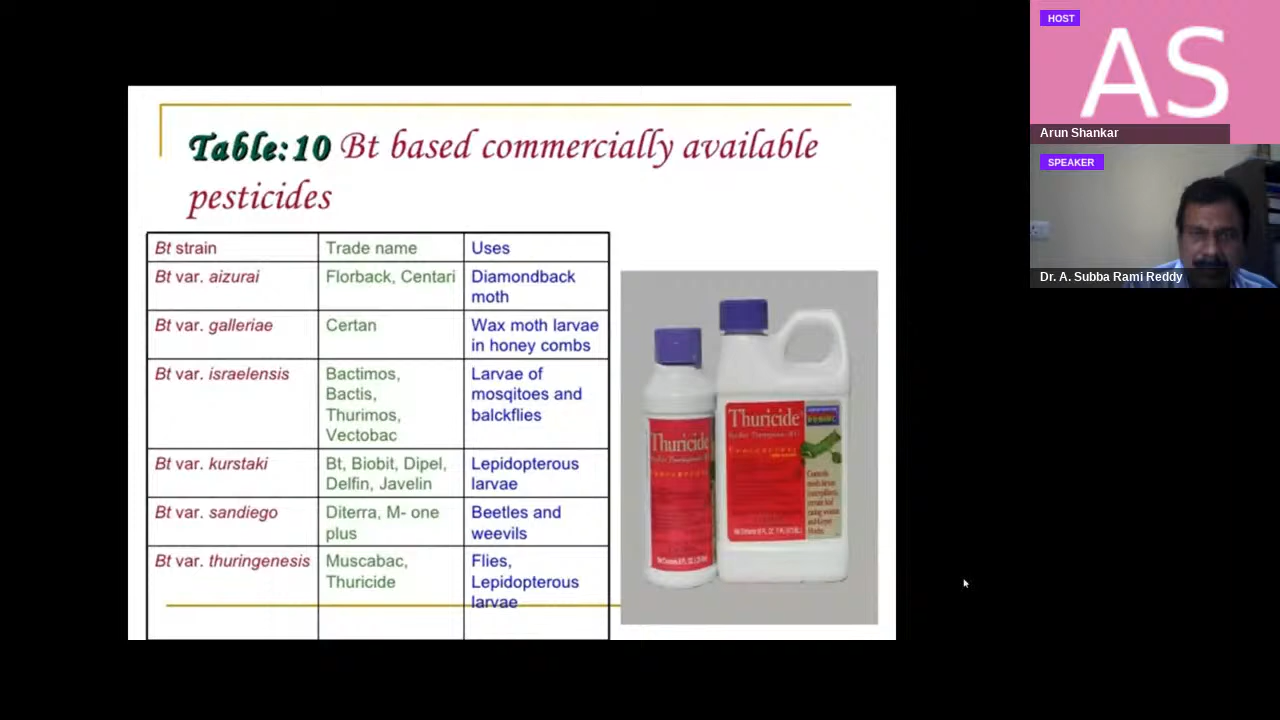 HOST
AS
Arun Shankar
SPEAKER
Dr. A. Subba Rami Reddy
Table:10 Bt based commercially available
pesticides
Bt strain Trade name Uses
Bt var. aizurai Florback, Centari Diamondback
moth
Bt var. galleriae Certan Wax moth larvae
in honey combs
Bt var. israelensis Bactimos, Larvae of
Bactis, mosqitoes and
Thurimos, balckflies
Vectobac
Bt var. kurstaki Bt, Biobit, Dipel, Lepidopterous
Delfin, Javelin larvae
Bt var. sandiego Diterra, M- one Beetles and
plus weevils
Bt var. thuringenesis Muscabac, Flies,
Thuricide Lepidopterous
larvae
Thuricide
Thuricide